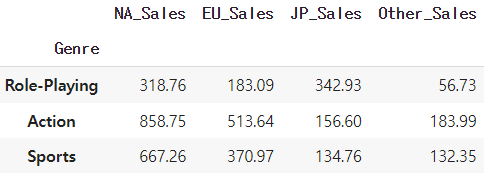 NA_Sales EU_Sales JP_Sales Other_Sales
Genre
Role-Playing 318.76 183.09 342.93 56.73
Action 858.75 513.64 156.60 183.99
Sports 667.26 370.97 134.76 132.35